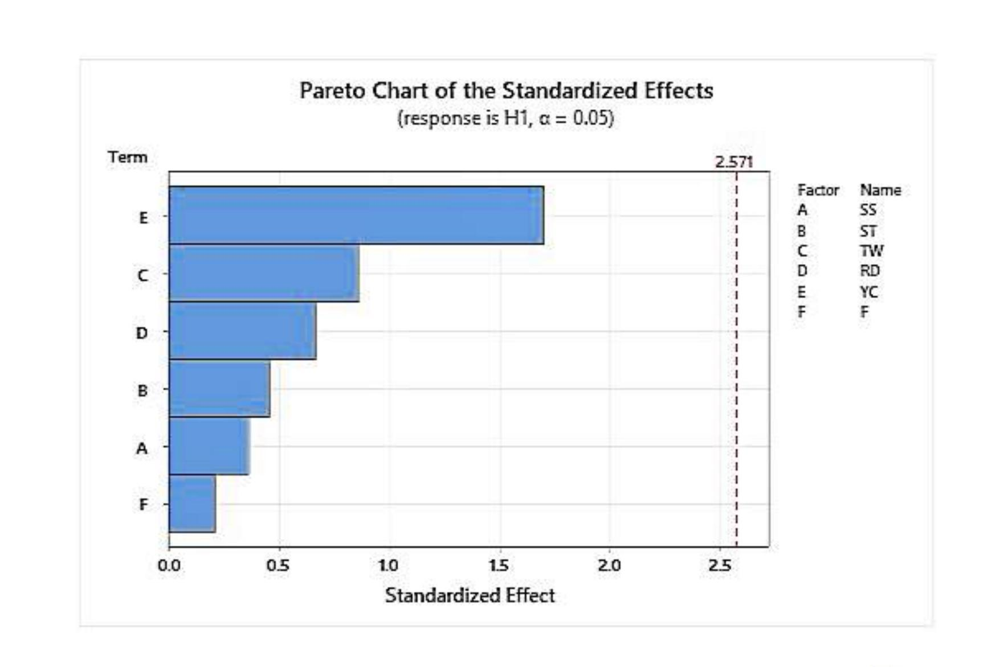 Pareto Chart of the Standardized Effects
(response is H1, α = 0.05)
Term
2.571
E
C
D
B
A
F
0.0 0.5 1.0 1.5 2.0 2.5
Standardized Effect
Factor Name
A SS
B ST
C TW
D RD
E YC
F F